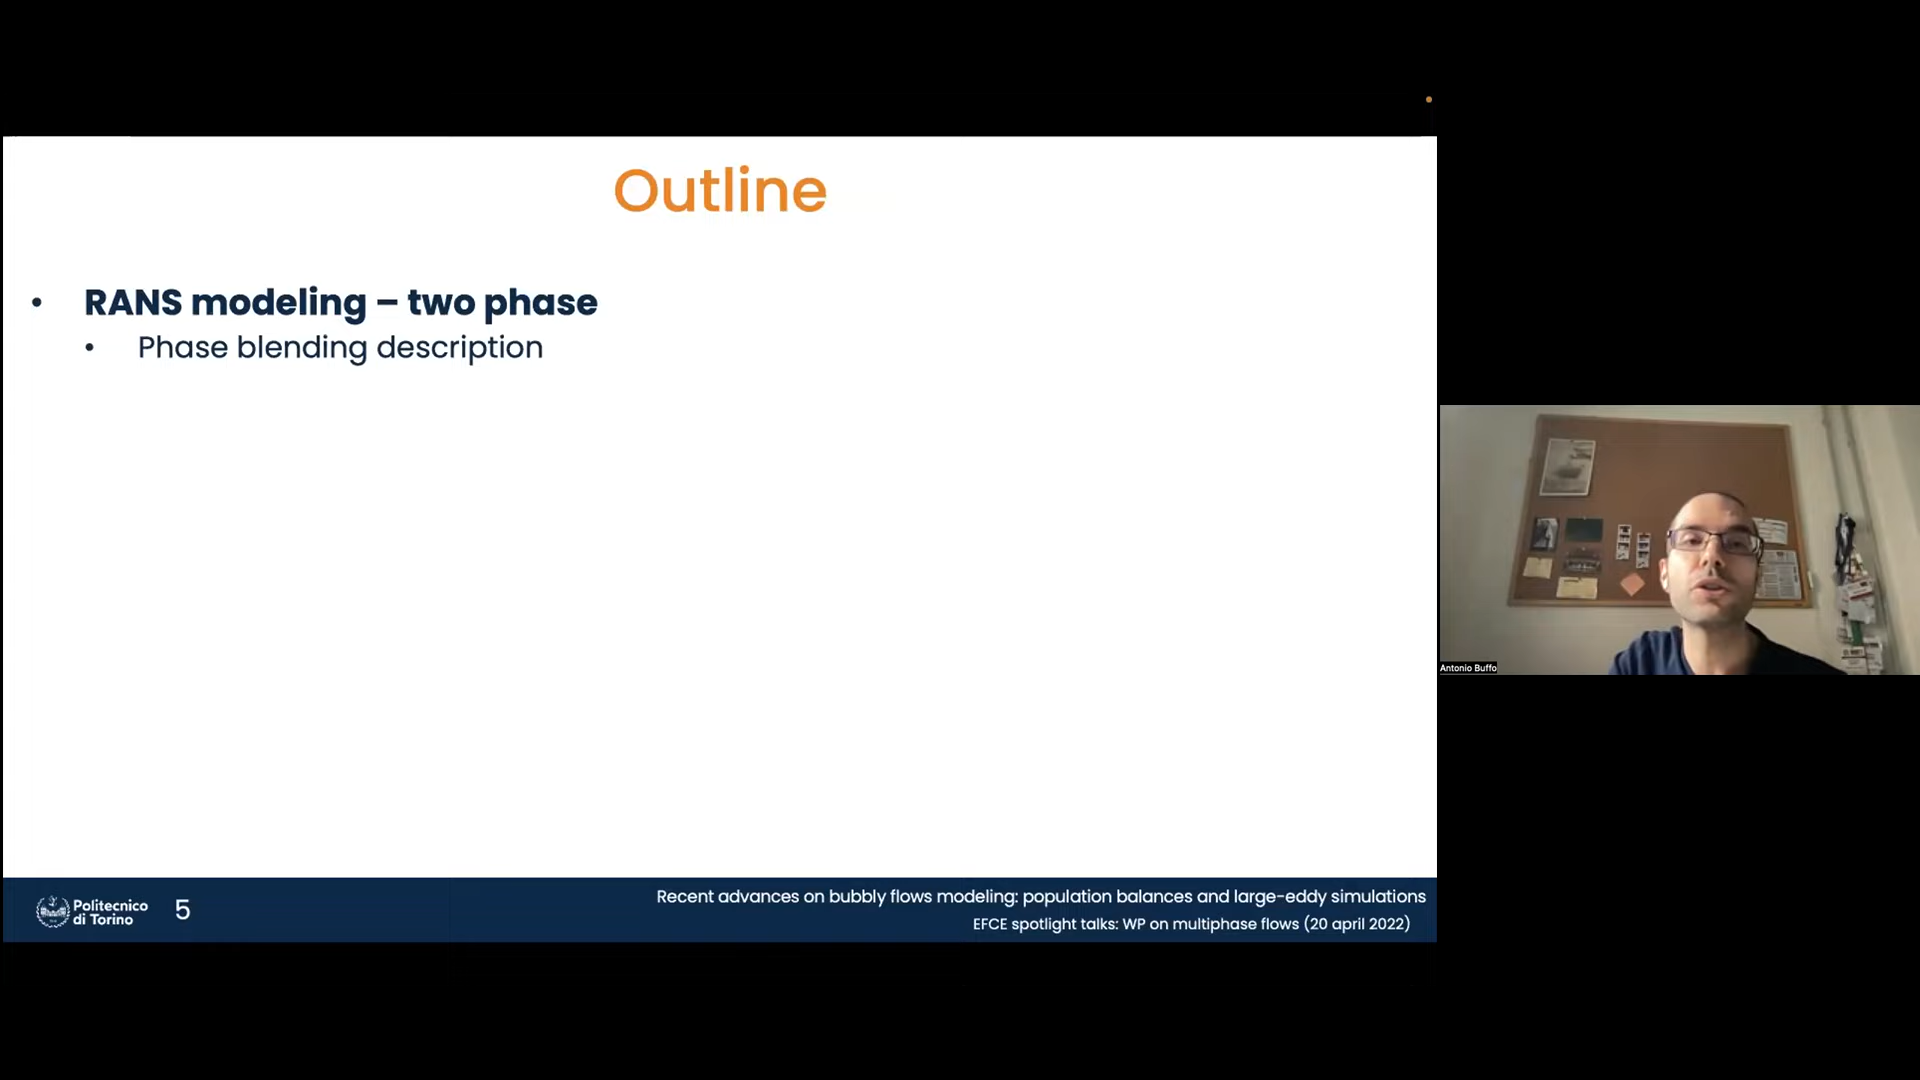 Outline
• RANS modeling – two phase
• Phase blending description
Antonio Buffo
Politecnico
di Torino
5
Recent advances on bubbly flows modeling: population balances and large-eddy simulations
EFCE spotlight talks: WP on multiphase flows (20 april 2022)